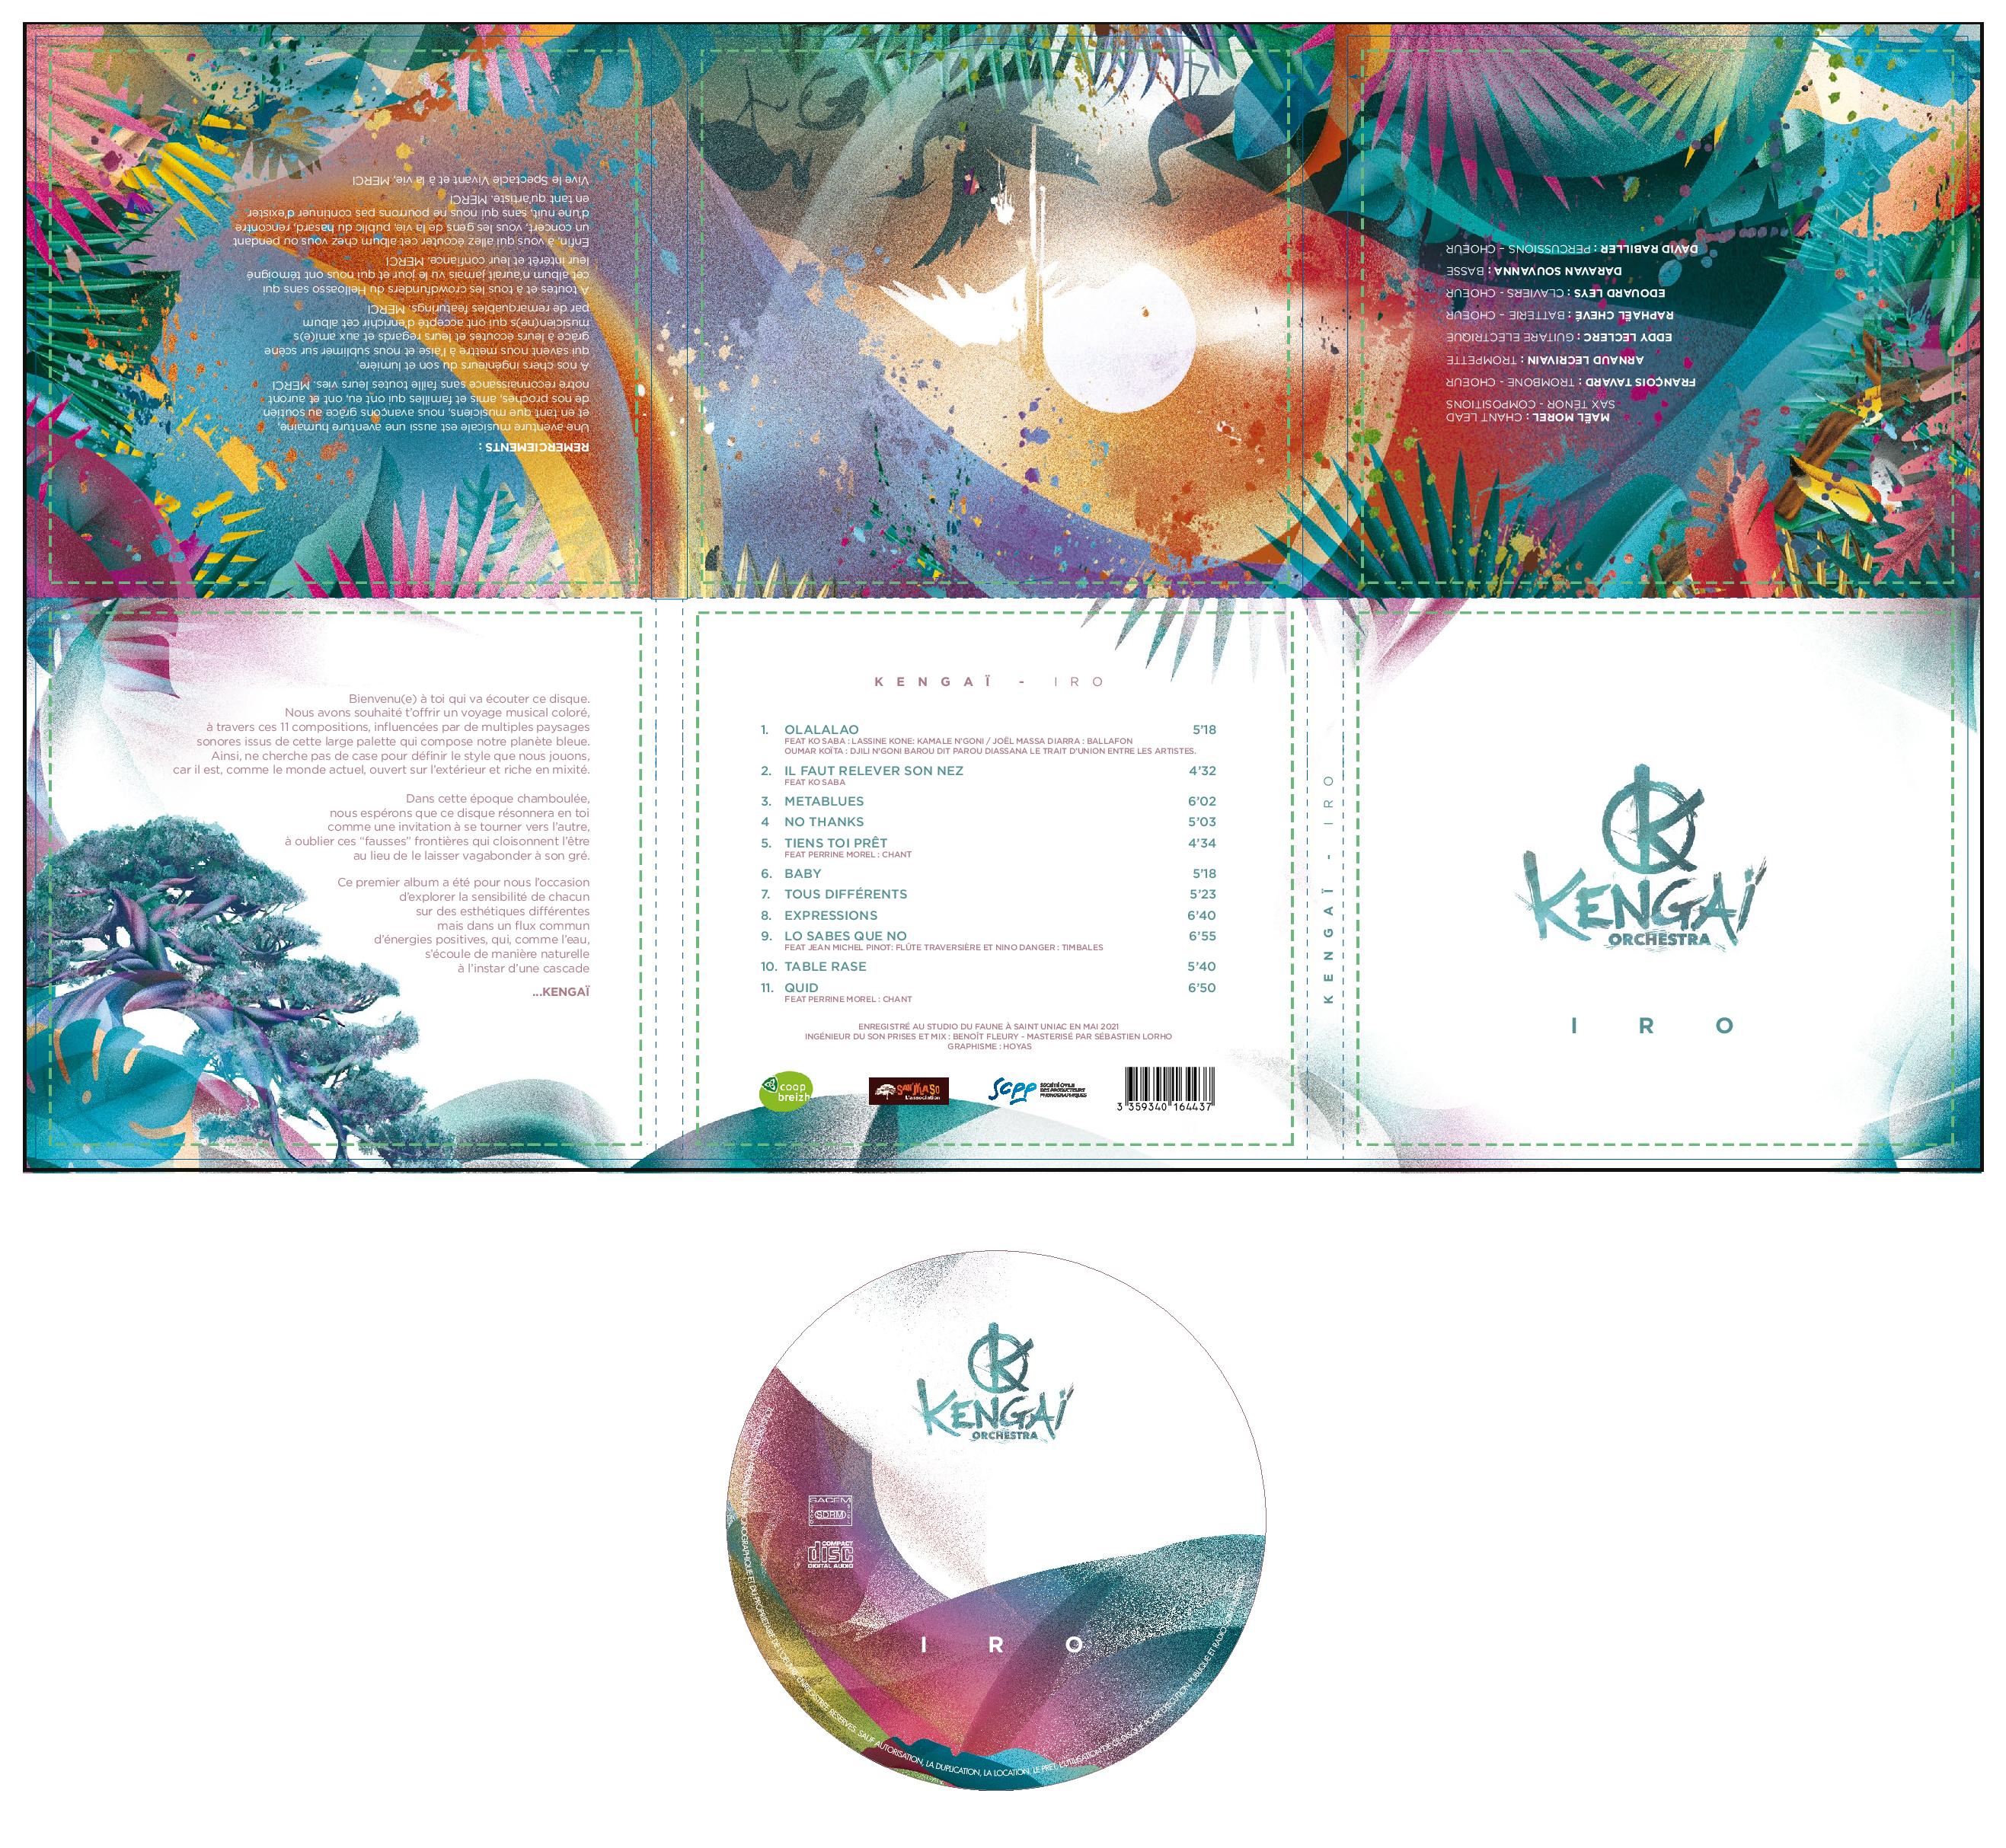 REMERCIEMENTS :
Une aventure musicale est aussi une aventure humaine,
et en tant que musiciens, nous avançons grâce au soutien
de nos proches, amis et familles qui ont eu, ont et auront
notre reconnaissance sans faille toutes leurs vies. MERCI
A nos chers ingénieurs du son et lumière,
qui savent nous mettre à l'aise et nous sublimer sur scène
grâce à leurs écoutes et leurs regards et aux ami(e)s
musicien(ne)s qui ont accepté d'enrichir cet album
par de remarquables featurings. MERCI
A toutes et à tous les crowdfunders du Helloasso sans qui
cet album n'aurait jamais vu le jour et qui nous ont témoigné
leur intérêt et leur confiance. MERCI
Enfin, à vous qui allez écouter cet album chez vous ou pendant
un concert, vous les gens de la vie, public du hasard, rencontre
d'une nuit, sans qui nous ne pourrons pas continuer d'exister
en tant qu'artiste. MERCI
Vive le Spectacle Vivant et à la vie, MERCI
MAËL MOREL : CHANT LEAD
SAX TÉNOR - COMPOSITIONS
FRANÇOIS TAVARD : TROMBONE - CHOEUR
ARNAUD LECRIVAIN : TROMPETTE
EDDY LECLERC : GUITARE ELECTRIQUE
RAPHAËL CHEVÉ : BATTERIE - CHOEUR
EDOUARD LEYS : CLAVIERS - CHOEUR
DARAVAN SOUVANNA : BASSE
DAVID RABILLER : PERCUSSIONS - CHOEUR
Bienvenu(e) à toi qui va écouter ce disque.
Nous avons souhaité t'offrir un voyage musical coloré,
à travers ces 11 compositions, influencées par de multiples paysages
sonores issus de cette large palette qui compose notre planète bleue.
Ainsi, ne cherche pas de case pour définir le style que nous jouons,
car il est, comme le monde actuel, ouvert sur l'extérieur et riche en mixité.
Dans cette époque chamboulée,
nous espérons que ce disque résonnera en toi
comme une invitation à se tourner vers l'autre,
à oublier ces "fausses" frontières qui cloisonnent l'être
au lieu de le laisser vagabonder à son gré.
Ce premier album a été pour nous l'occasion
d'explorer la sensibilité de chacun
sur des esthétiques différentes
mais dans un flux commun
d'énergies positives, qui, comme l'eau,
s'écoule de manière naturelle
à l'instar d'une cascade
...KENGAÏ
KENGAÏ - IRO
1. OLALALAO 5'18
FEAT KO SABA : LASSINE KONE: KAMALE N'GONI / JOËL MASSA DIARRA : BALLAFON
OUMAR KOÏTA : DJILI N'GONI BAROU DIT PAROU DIASSANA LE TRAIT D'UNION ENTRE LES ARTISTES.
2. IL FAUT RELEVER SON NEZ 4'32
FEAT KO SABA
3. METABLUES 6'02
4 NO THANKS 5'03
5. TIENS TOI PRÊT 4'34
FEAT PERRINE MOREL : CHANT
6. BABY 5'18
7. TOUS DIFFÉRENTS 5'23
8. EXPRESSIONS 6'40
9. LO SABES QUE NO 6'55
FEAT JEAN MICHEL PINOT: FLÛTE TRAVERSIÈRE ET NINO DANGER : TIMBALES
10. TABLE RASE 5'40
11. QUID 6'50
FEAT PERRINE MOREL : CHANT
ENREGISTRÉ AU STUDIO DU FAUNE À SAINT UNIAC EN MAI 2021
INGÉNIEUR DU SON PRISES ET MIX : BENOÎT FLEURY - MASTERISÉ PAR SÉBASTIEN LORHO
GRAPHISME : HOYAS
coop
breizh
L'association
SCPP
SOCIÉTÉ CIVILE
DES PRODUCTEURS
PHONOGRAPHIQUES
3 359340 164437
KENGAÏ - IRO
K
KENGAÏ
ORCHESTRA
IRO
K
KENGAÏ
ORCHESTRA
SACEM
SDRM
COMPACT
disc
DIGITAL AUDIO
IRO
ET DU PROPRIÉTAIRE DE L'OEUVRE ENREGISTRÉE RÉSERVÉS. SAUF AUTORISATION, LA DUPLICATION, LA LOCATION, LE PRÊT, L'UTILISATION DE CE DISQUE POUR EXÉCUTION PUBLIQUE ET RADIO